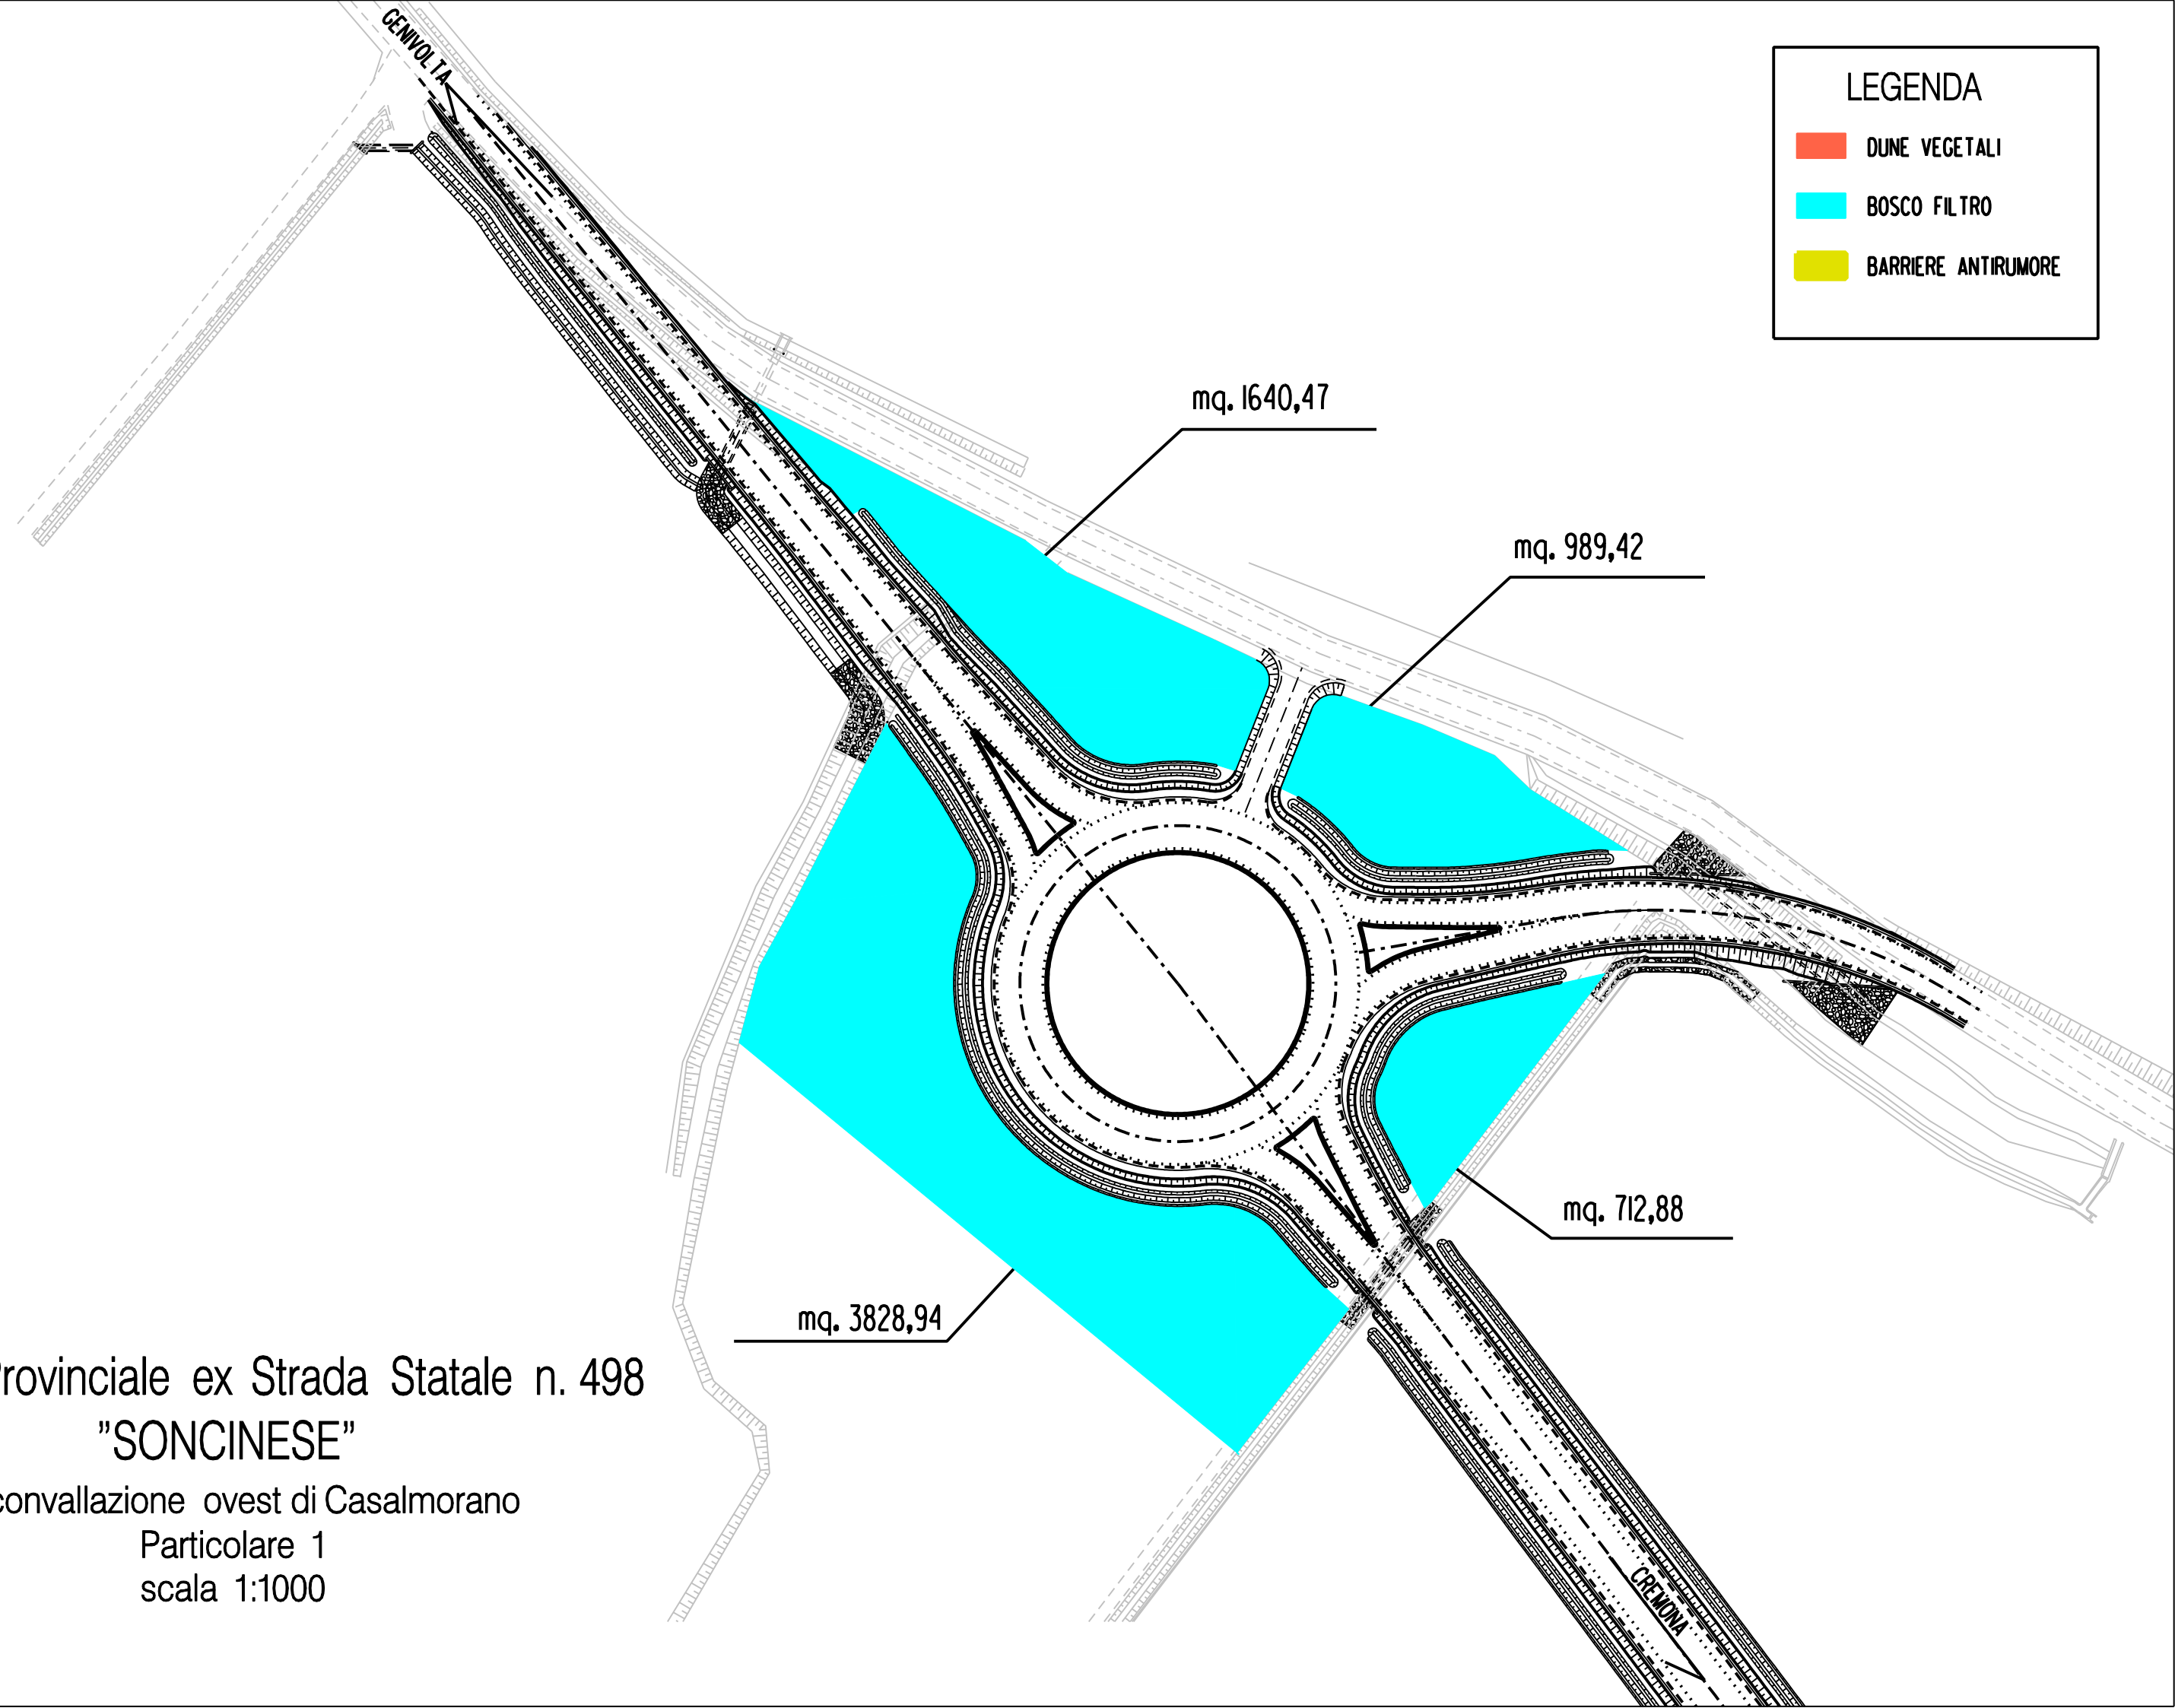 GENIVOLTA
LEGENDA
DUNE VEGETALI
BOSCO FILTRO
BARRIERE ANTIRUMORE
mq. 1640,47
mq. 989,42
mq. 712,88
mq. 3828,94
rovinciale ex Strada Statale n. 498
"SONCINESE"
convallazione ovest di Casalmorano
Particolare 1
scala 1:1000
CREMONA